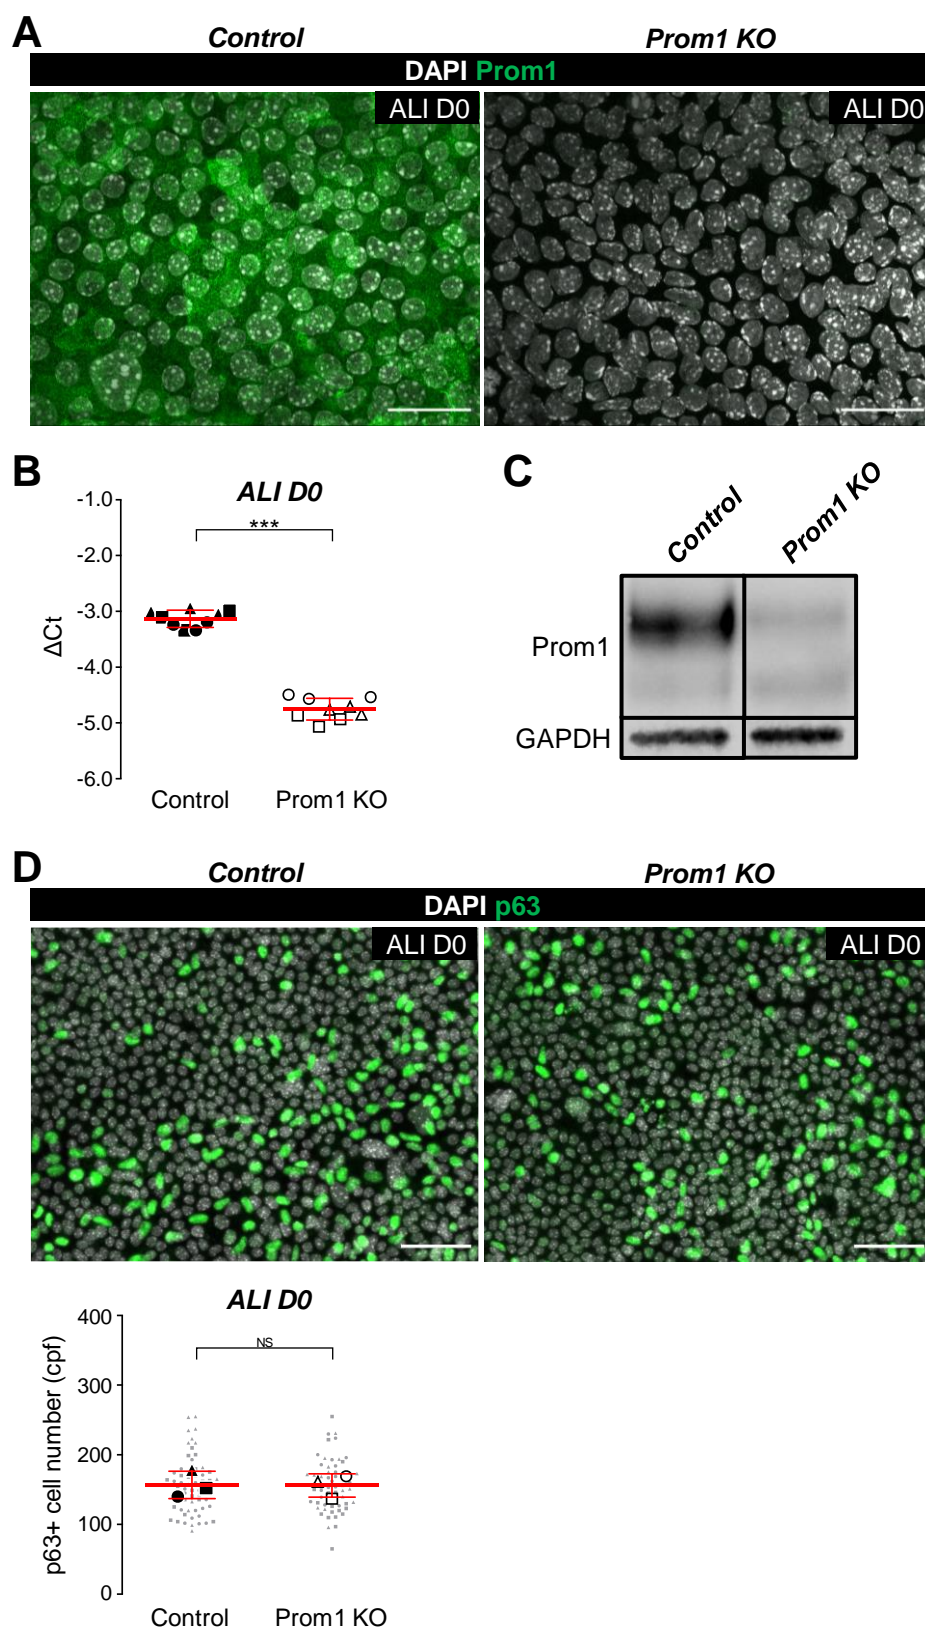 A
Control
Prom1 KO
DAPI Prom1
ALI D0
ALI D0
B
ALI D0
***
-1.0
-2.0
-3.0
-4.0
-5.0
-6.0
ΔCt
Control
Prom1 KO
C
Control
Prom1 KO
Prom1
GAPDH
D
Control
Prom1 KO
DAPI p63
ALI D0
ALI D0
ALI D0
NS
400
300
200
100
0
p63+ cell number (cpf)
Control
Prom1 KO